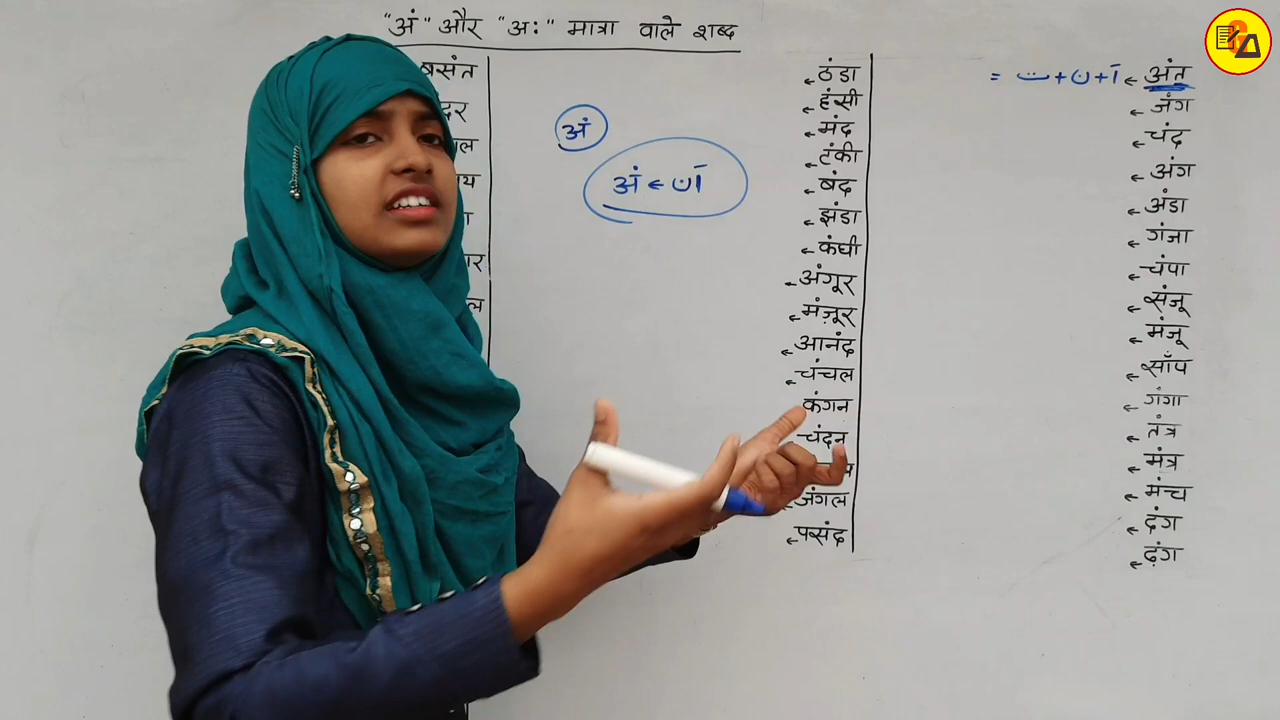 "अं" और "अः" मात्रा वाले शब्द
अंत ← اَ + ن + ت =
जंग ←
चंद ←
अंग ←
अंडा ←
गंजा ←
चंपा ←
संजू ←
मंजू ←
साँप ←
गंगा ←
तंत्र ←
मंत्र ←
मंच ←
दंग ←
ढ़ंग ←
ठंडा ←
हंसी ←
मंद ←
टंकी ←
बंद ←
झंडा ←
कंघी ←
अंगूर ←
मंज़ूर ←
आनंद ←
चंचल ←
कंगन
चंदन
जंगल ←
पसंद ←
अं
अं ← اَن
बसंत